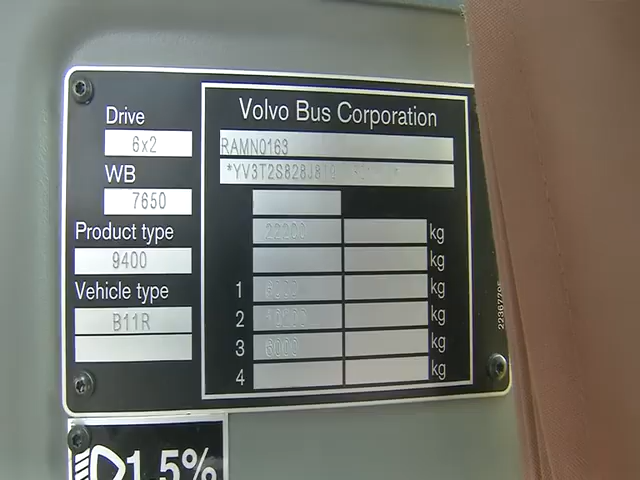 Drive
6x2
WB
7650
Product type
9400
Vehicle type
B11R
Volvo Bus Corporation
RAMN0163
kg
kg
1 kg
2 kg
3 6000 kg
4 kg
1.5%